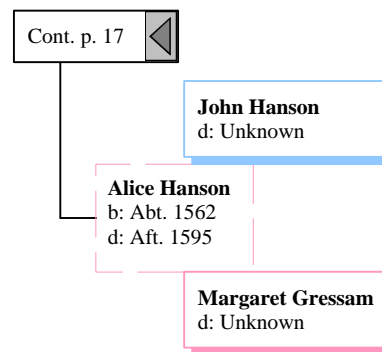 Cont. p. 17
John Hanson
d: Unknown
Alice Hanson
b: Abt. 1562
d: Aft. 1595
Margaret Gressam
d: Unknown